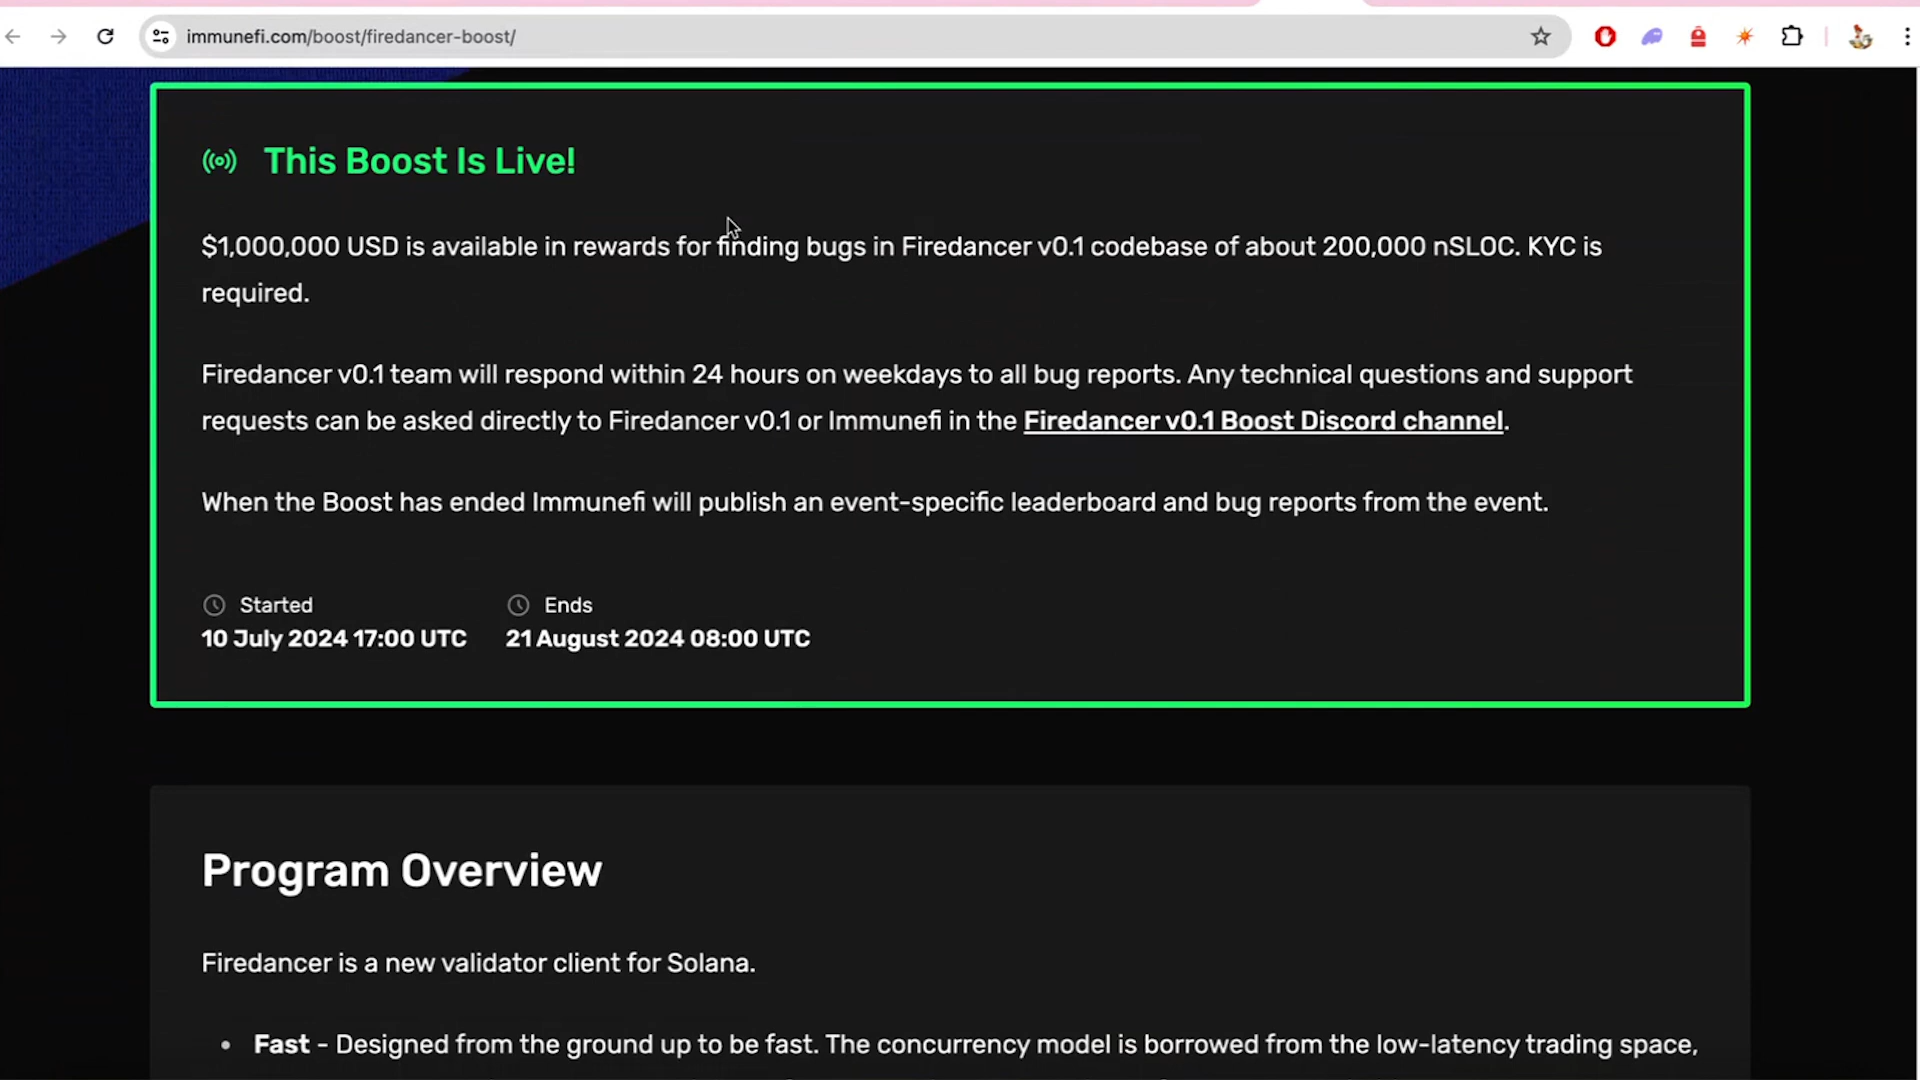 immunefi.com/boost/firedancer-boost/
This Boost Is Live!
$1,000,000 USD is available in rewards for finding bugs in Firedancer v0.1 codebase of about 200,000 nSLOC. KYC is
required.
Firedancer v0.1 team will respond within 24 hours on weekdays to all bug reports. Any technical questions and support
requests can be asked directly to Firedancer v0.1 or Immunefi in the Firedancer v0.1 Boost Discord channel.
When the Boost has ended Immunefi will publish an event-specific leaderboard and bug reports from the event.
Started Ends
10 July 2024 17:00 UTC 21 August 2024 08:00 UTC
Program Overview
Firedancer is a new validator client for Solana.
• Fast - Designed from the ground up to be fast. The concurrency model is borrowed from the low-latency trading space,